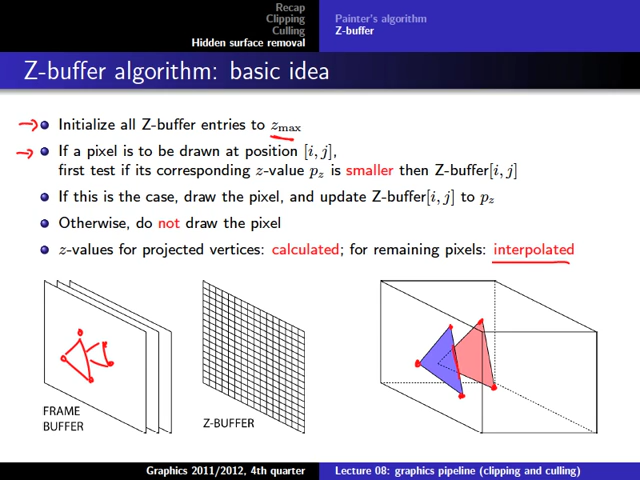 Recap
Clipping
Culling
Hidden surface removal
Painter's algorithm
Z-buffer
Z-buffer algorithm: basic idea
Initialize all Z-buffer entries to z_max
If a pixel is to be drawn at position [i, j],
first test if its corresponding z-value p_z is smaller then Z-buffer[i, j]
If this is the case, draw the pixel, and update Z-buffer[i, j] to p_z
Otherwise, do not draw the pixel
z-values for projected vertices: calculated; for remaining pixels: interpolated
FRAME
BUFFER
Z-BUFFER
Graphics 2011/2012, 4th quarter
Lecture 08: graphics pipeline (clipping and culling)